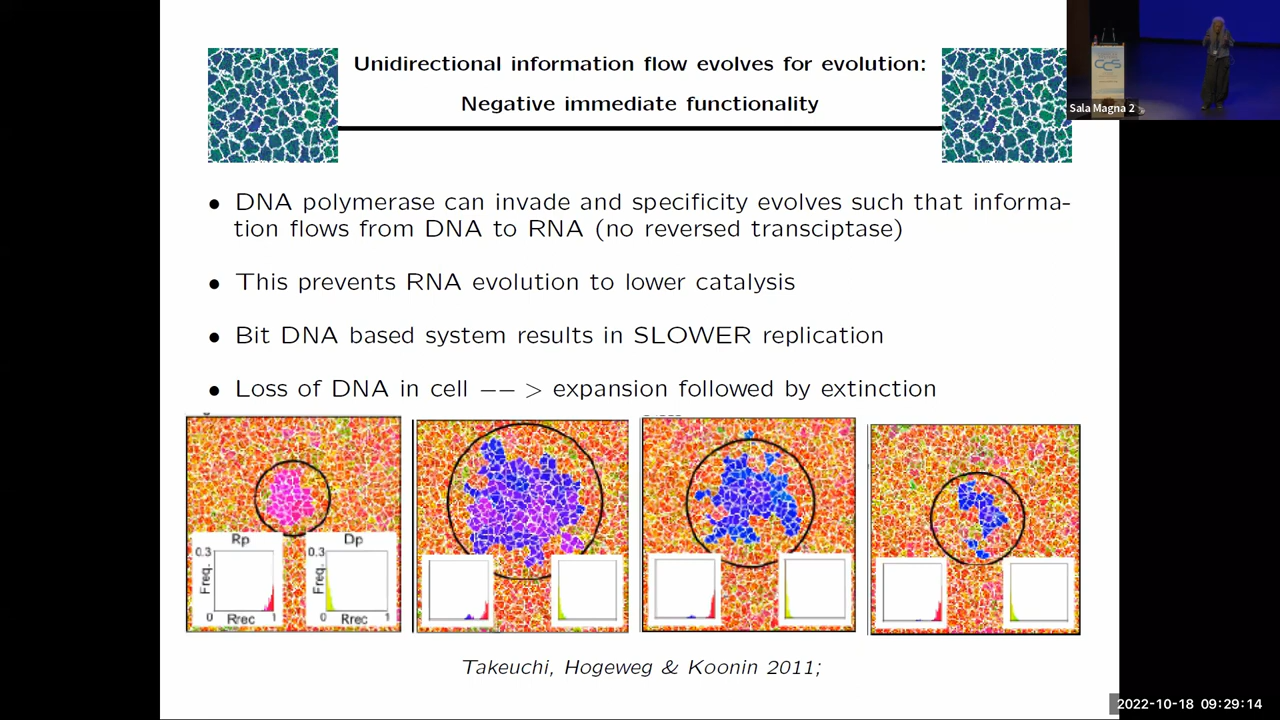 Unidirectional information flow evolves for evolution:
Negative immediate functionality
CCS
Sala Magna 2
• DNA polymerase can invade and specificity evolves such that informa-
tion flows from DNA to RNA (no reversed transciptase)
• This prevents RNA evolution to lower catalysis
• Bit DNA based system results in SLOWER replication
• Loss of DNA in cell −− > expansion followed by extinction
Rp
Dp
0.3
0.3
Freq.
Freq.
0
1
0
1
Rrec
Rrec
Takeuchi, Hogeweg & Koonin 2011;
2022-10-18 09:29:14